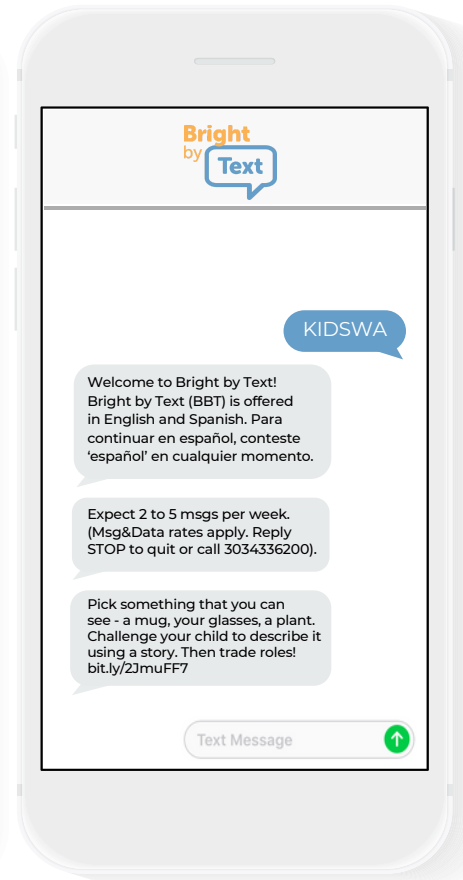 Bright
by
Text
KIDSWA
Welcome to Bright by Text!
Bright by Text (BBT) is offered
in English and Spanish. Para
continuar en español, conteste
‘español’ en cualquier momento.
Expect 2 to 5 msgs per week.
(Msg&Data rates apply. Reply
STOP to quit or call 3034336200).
Pick something that you can
see - a mug, your glasses, a plant.
Challenge your child to describe it
using a story. Then trade roles!
bit.ly/2JmuFF7
Text Message